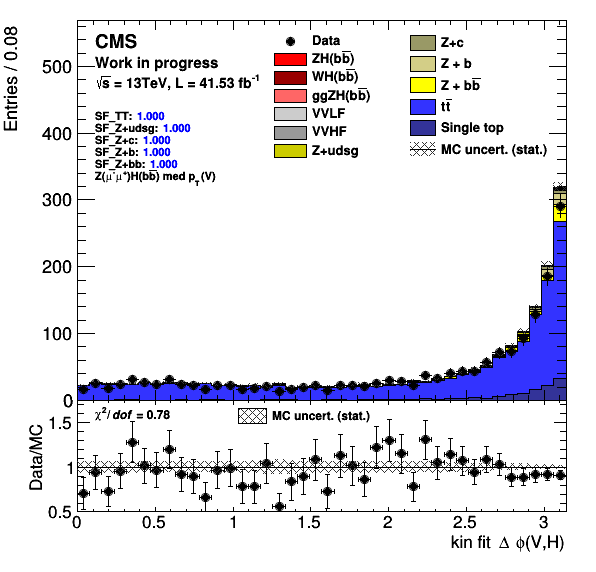 CMS
Work in progress
√s = 13TeV, L = 41.53 fb⁻¹
SF_TT: 1.000
SF_Z+udsg: 1.000
SF_Z+c: 1.000
SF_Z+b: 1.000
SF_Z+bb: 1.000
Z(μ⁻μ⁺)H(bb̅) med p_T(V)
Data
ZH(bb̅)
WH(bb̅)
ggZH(bb̅)
VVLF
VVHF
Z+udsg
Z+c
Z + b
Z + bb̅
tt̅
Single top
MC uncert. (stat.)
Entries / 0.08
500
400
300
200
100
0
χ²/dof = 0.78
MC uncert. (stat.)
Data/MC
1.5
1
0.5
0
0.5
1
1.5
2
2.5
3
kin fit Δ φ(V,H)